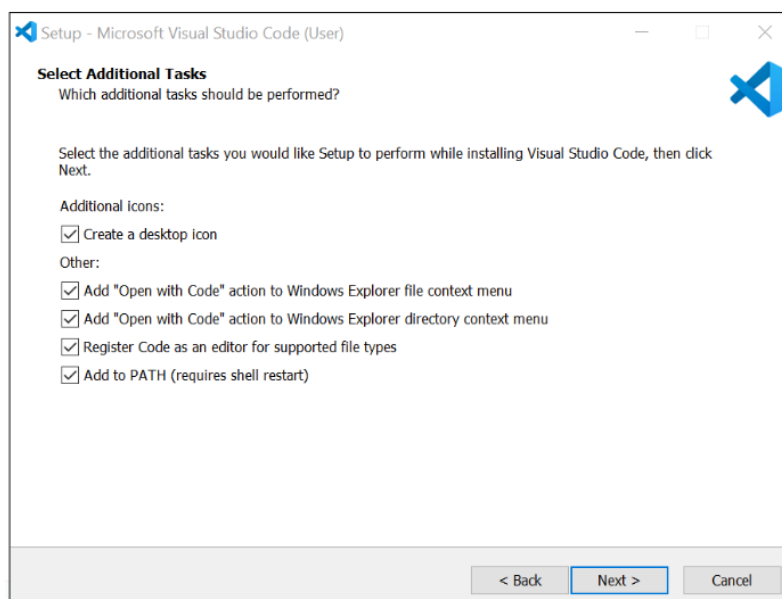 Setup - Microsoft Visual Studio Code (User)
Select Additional Tasks
Which additional tasks should be performed?
Select the additional tasks you would like Setup to perform while installing Visual Studio Code, then click
Next.
Additional icons:
Create a desktop icon
Other:
Add "Open with Code" action to Windows Explorer file context menu
Add "Open with Code" action to Windows Explorer directory context menu
Register Code as an editor for supported file types
Add to PATH (requires shell restart)
< Back Next > Cancel